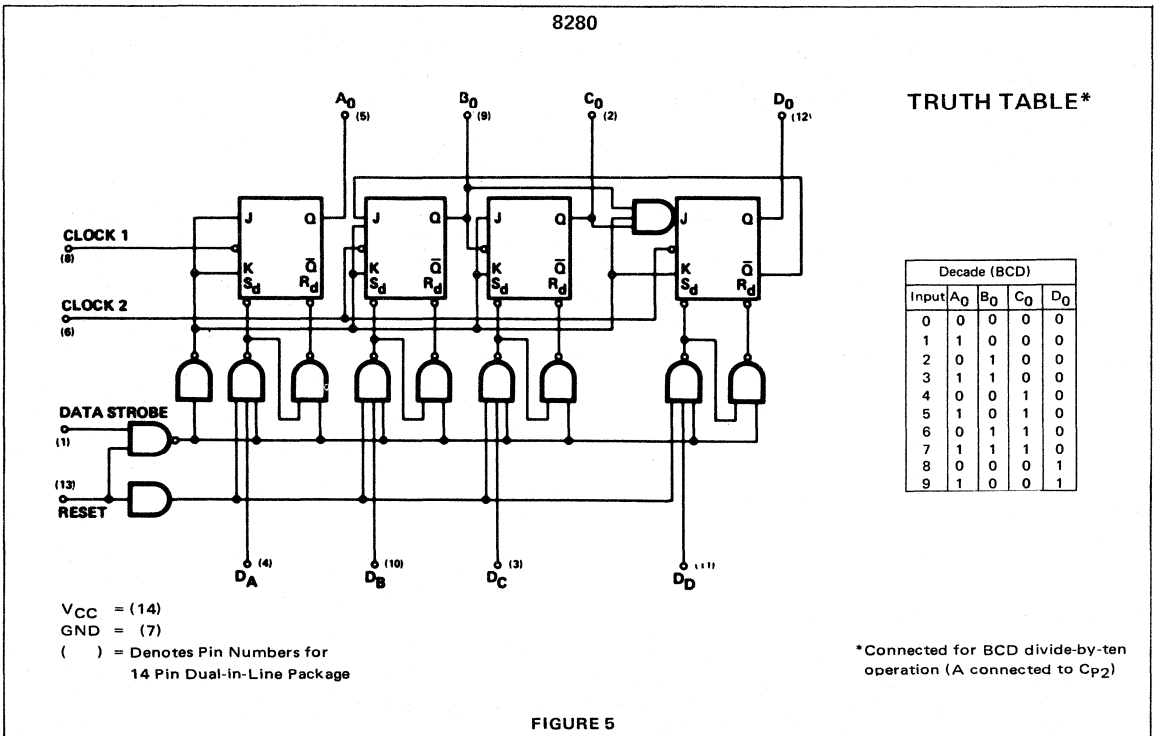 8280
A0 (5) B0 (9) C0 (2) D0 (12)
TRUTH TABLE*
J Q J Q J Q J Q
CLOCK 1
(8)
K Q̅ K Q̅ K Q̅ K Q̅
Sd Rd Sd Rd Sd Rd Sd Rd
CLOCK 2
(6)
DATA STROBE
(1)
(13)
RESET
(4) (10) (3)
DA DB DC DD
Decade (BCD)
Input A0 B0 C0 D0
0 0 0 0 0
1 1 0 0 0
2 0 1 0 0
3 1 1 0 0
4 0 0 1 0
5 1 0 1 0
6 0 1 1 0
7 1 1 1 0
8 0 0 0 1
9 1 0 0 1
VCC = (14)
GND = (7)
( ) = Denotes Pin Numbers for
14 Pin Dual-in-Line Package
*Connected for BCD divide-by-ten
operation (A connected to CP2)
FIGURE 5